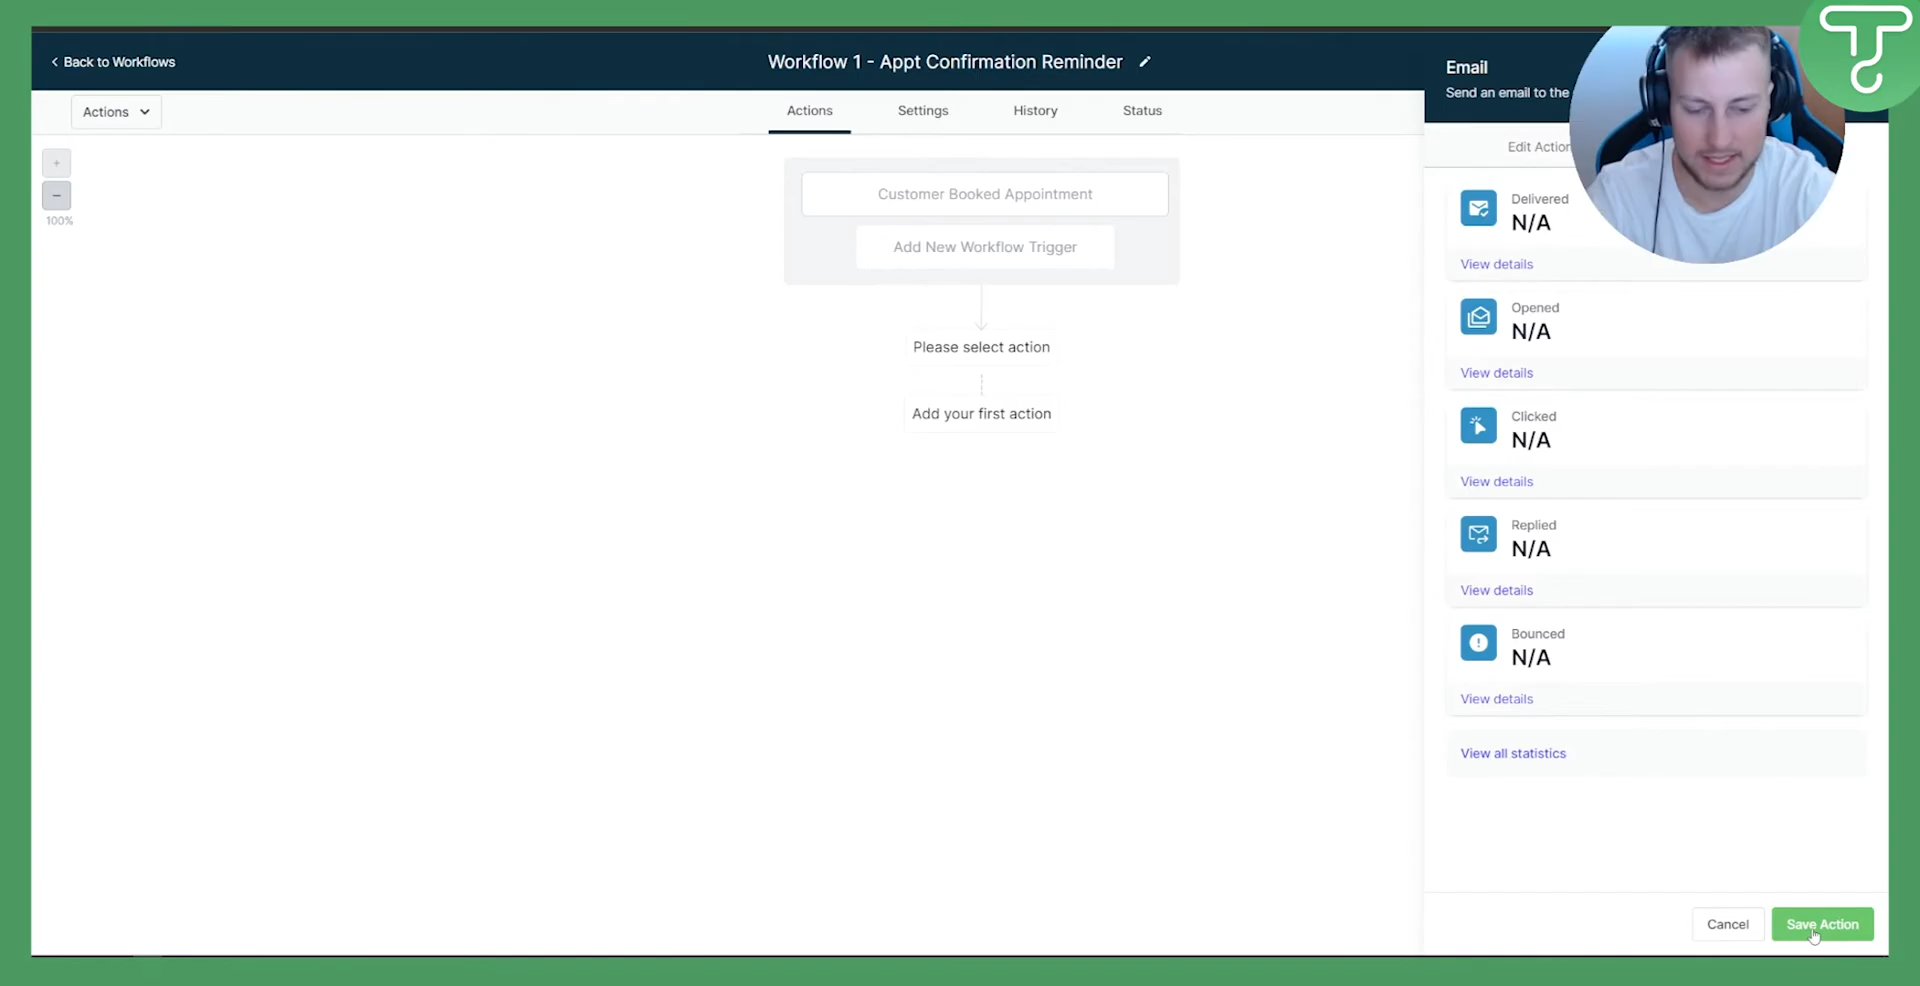 Back to Workflows
Workflow 1 - Appt Confirmation Reminder
Email
Send an email to the
Actions
Actions
Settings
History
Status
Edit Action
+
-
100%
Customer Booked Appointment
Add New Workflow Trigger
Please select action
Add your first action
Delivered
N/A
View details
Opened
N/A
View details
Clicked
N/A
View details
Replied
N/A
View details
Bounced
N/A
View details
View all statistics
Cancel
Save Action